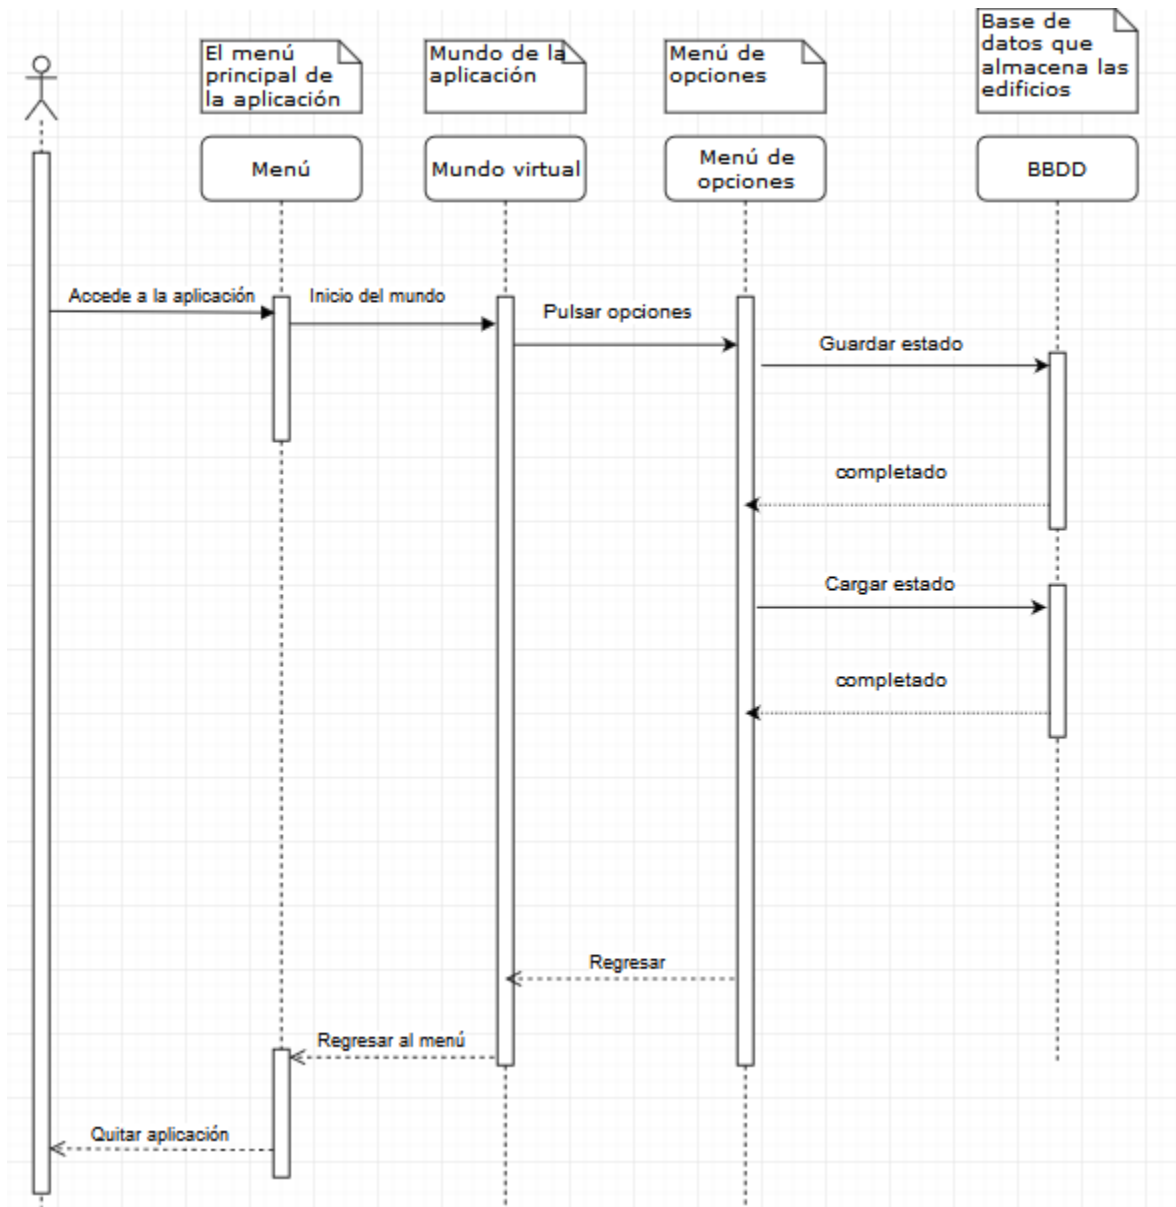 El menú
principal de
la aplicación
Mundo de la
aplicación
Menú de
opciones
Base de
datos que
almacena las
edificios
Menú
Mundo virtual
Menú de
opciones
BBDD
Accede a la aplicación
Inicio del mundo
Pulsar opciones
Guardar estado
completado
Cargar estado
completado
Regresar
Regresar al menú
Quitar aplicación